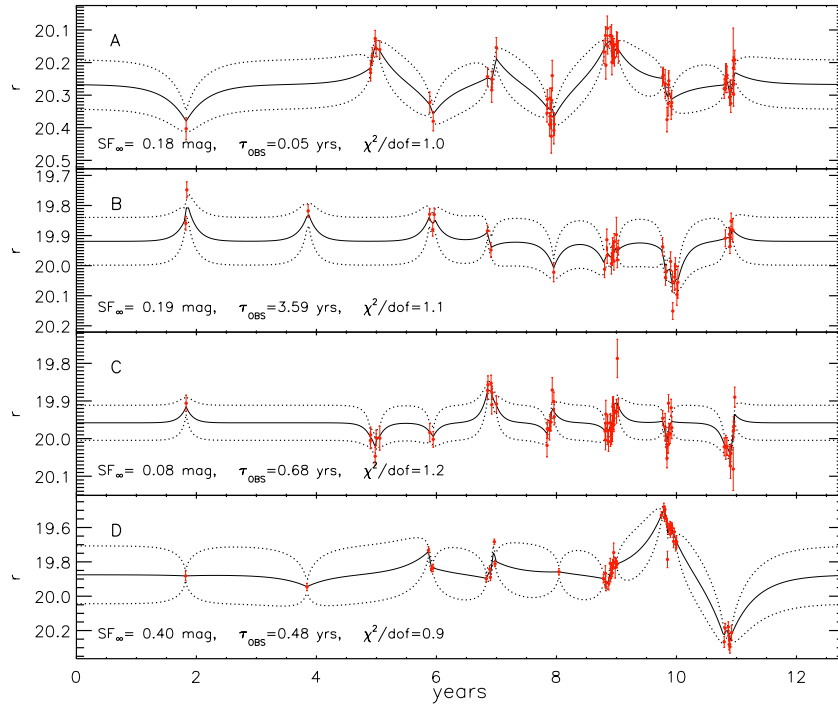 A
r
20.1
20.2
20.3
20.4
20.5
SF∞= 0.18 mag, τOBS=0.05 yrs, χ²/dof=1.0
B
r
19.7
19.8
19.9
20.0
20.1
20.2
SF∞= 0.19 mag, τOBS=3.59 yrs, χ²/dof=1.1
C
r
19.8
19.9
20.0
20.1
SF∞= 0.08 mag, τOBS=0.68 yrs, χ²/dof=1.2
D
r
19.6
19.8
20.0
20.2
SF∞= 0.40 mag, τOBS=0.48 yrs, χ²/dof=0.9
0 2 4 6 8 10 12
years